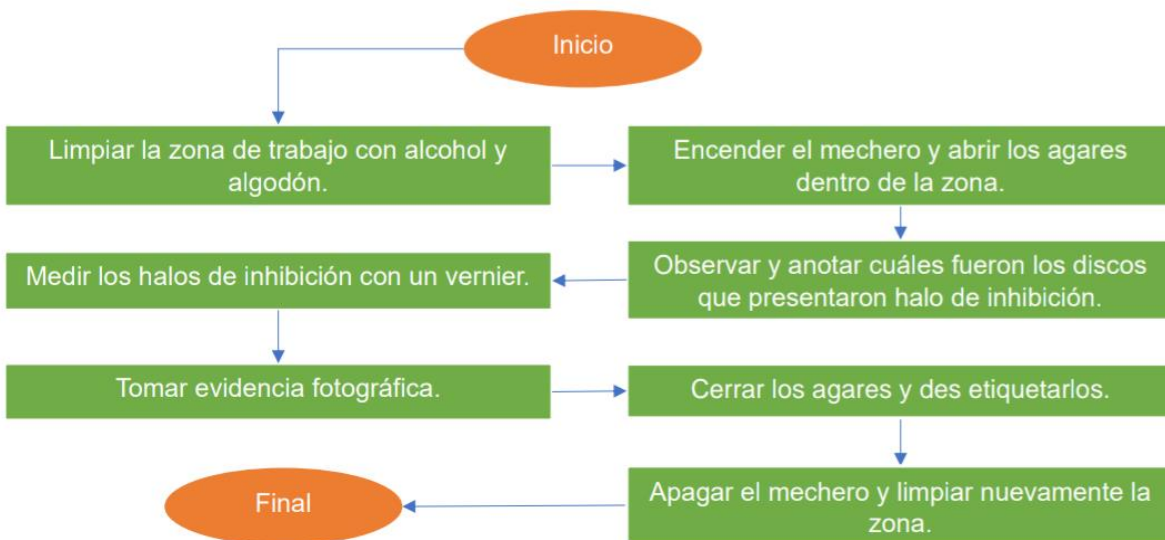 Inicio
Limpiar la zona de trabajo con alcohol y
algodón.
Encender el mechero y abrir los agares
dentro de la zona.
Observar y anotar cuáles fueron los discos
que presentaron halo de inhibición.
Medir los halos de inhibición con un vernier.
Tomar evidencia fotográfica.
Cerrar los agares y des etiquetarlos.
Apagar el mechero y limpiar nuevamente la
zona.
Final